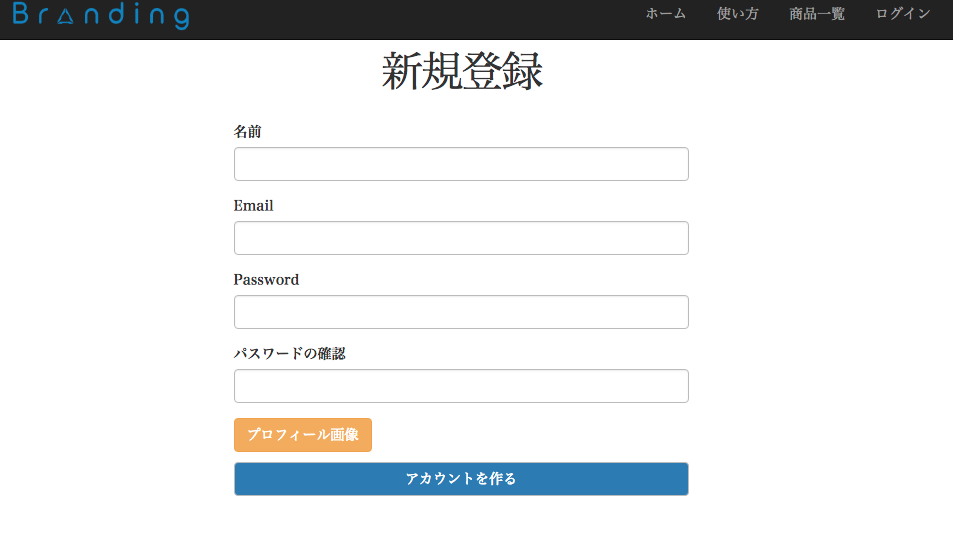 Branding
ホーム 使い方 商品一覧 ログイン
新規登録
名前
Email
Password
パスワードの確認
プロフィール画像
アカウントを作る